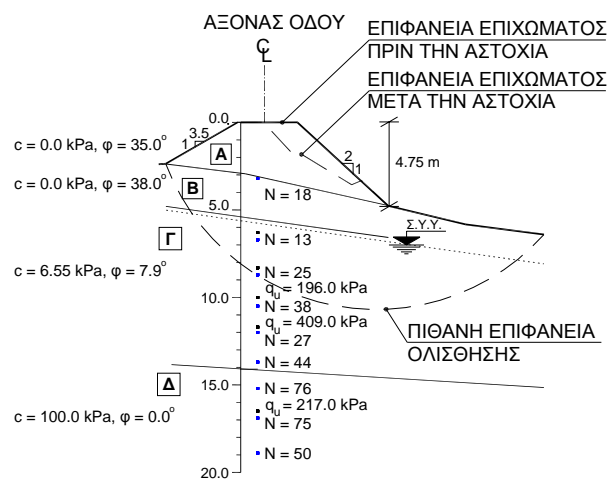 ΑΞΟΝΑΣ ΟΔΟΥ
℄
ΕΠΙΦΑΝΕΙΑ ΕΠΙΧΩΜΑΤΟΣ
ΠΡΙΝ ΤΗΝ ΑΣΤΟΧΙΑ
ΕΠΙΦΑΝΕΙΑ ΕΠΙΧΩΜΑΤΟΣ
ΜΕΤΑ ΤΗΝ ΑΣΤΟΧΙΑ
0.0
3.5
1
2
1
4.75 m
c = 0.0 kPa, φ = 35.0°
A
c = 0.0 kPa, φ = 38.0°
B
N = 18
5.0
Σ.Υ.Υ.
Γ
N = 13
c = 6.55 kPa, φ = 7.9°
N = 25
qu = 196.0 kPa
10.0
N = 38
qu = 409.0 kPa
N = 27
ΠΙΘΑΝΗ ΕΠΙΦΑΝΕΙΑ
ΟΛΙΣΘΗΣΗΣ
N = 44
15.0
Δ
N = 76
qu = 217.0 kPa
c = 100.0 kPa, φ = 0.0°
N = 75
N = 50
20.0